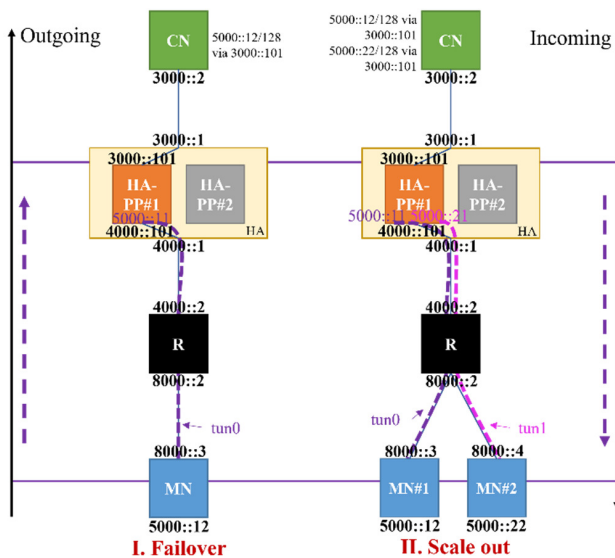 Outgoing
CN
5000::12/128
via 3000::101
3000::2
3000::1
3000::101
HA-
PP#1
HA-
PP#2
5000::11
HA
4000::101
4000::1
4000::2
R
8000::2
tun0
8000::3
MN
5000::12
I. Failover
5000::12/128 via
3000::101
5000::22/128 via
3000::101
CN
Incoming
3000::2
3000::1
3000::101
HA-
PP#1
HA-
PP#2
5000::11 5000::21
HA
4000::101
4000::1
4000::2
R
8000::2
tun0
tun1
8000::3
8000::4
MN#1
MN#2
5000::12
5000::22
II. Scale out